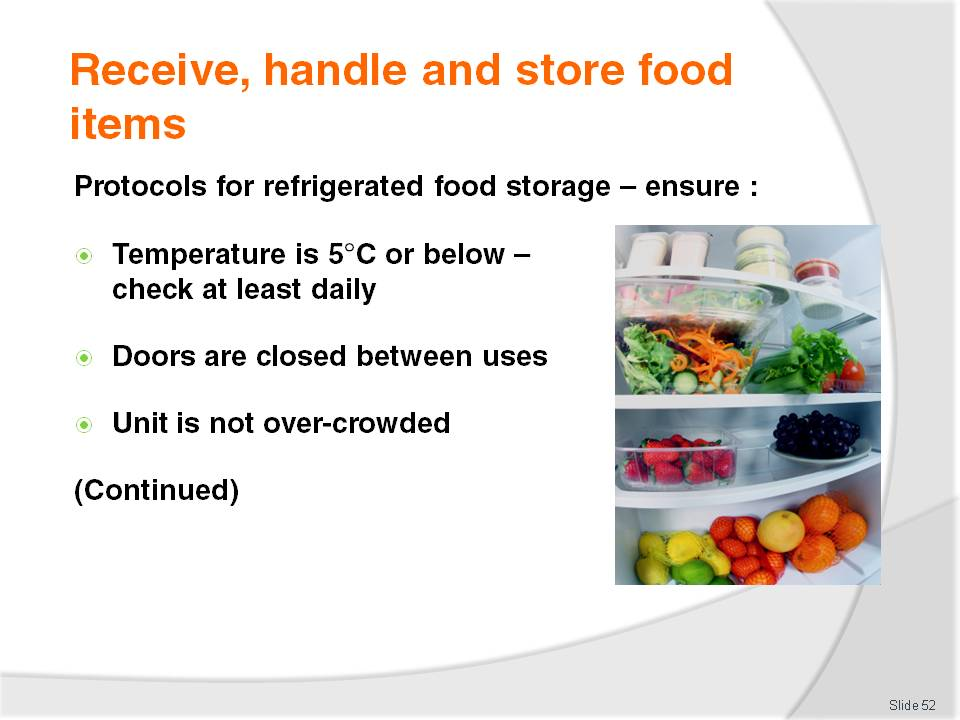 Receive, handle and store food
items
Protocols for refrigerated food storage – ensure :
Temperature is 5°C or below –
check at least daily
Doors are closed between uses
Unit is not over-crowded
(Continued)
Slide 52